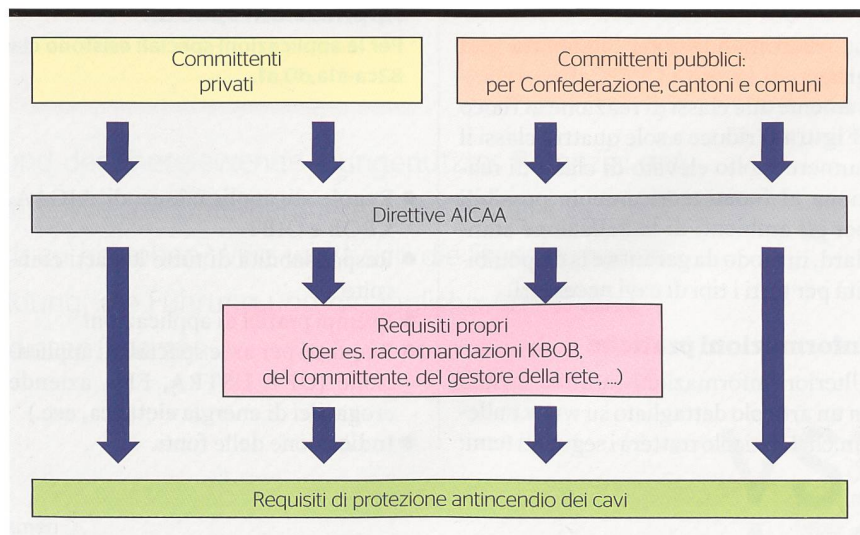 Committenti
privati
Committenti pubblici:
per Confederazione, cantoni e comuni
Direttive AICAA
Requisiti propri
(per es. raccomandazioni KBOB,
del committente, del gestore della rete, ...)
Requisiti di protezione antincendio dei cavi